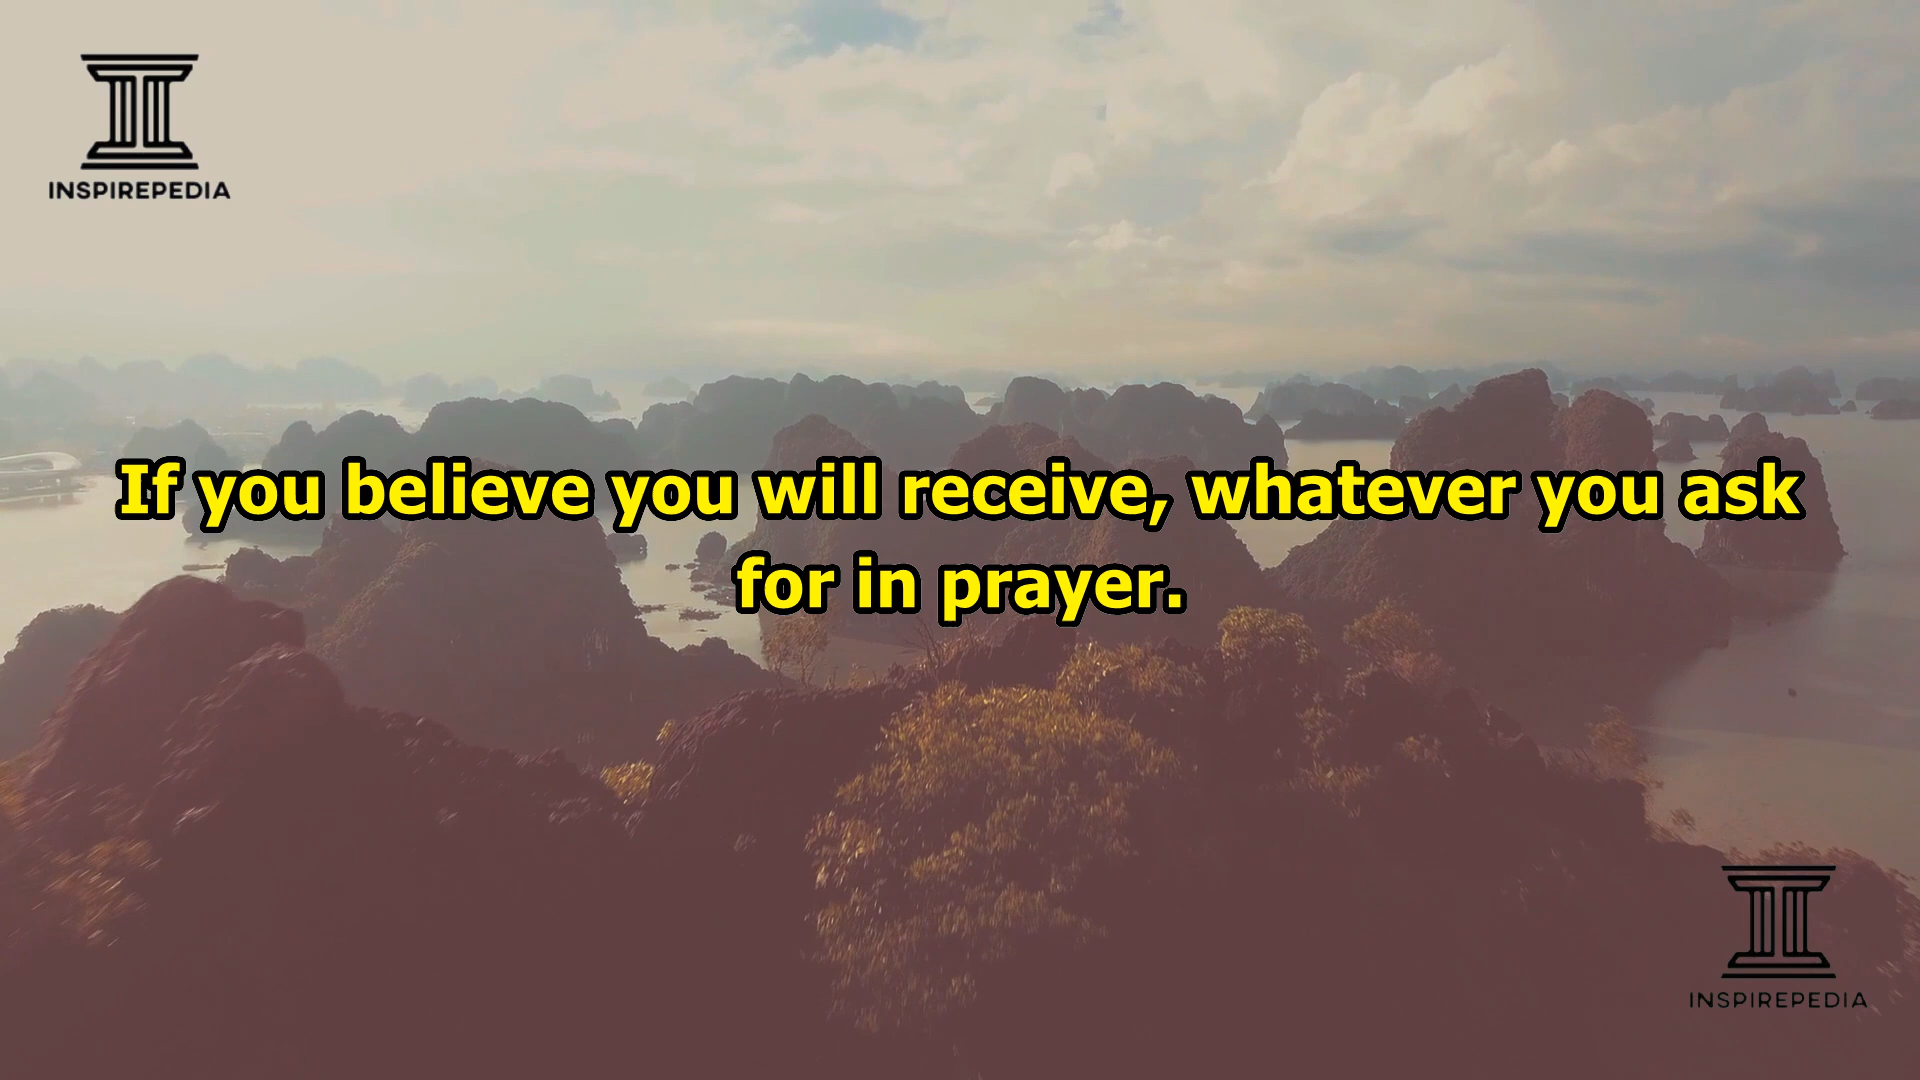 INSPIREPEDIA
If you believe you will receive, whatever you ask
for in prayer.
INSPIREPEDIA